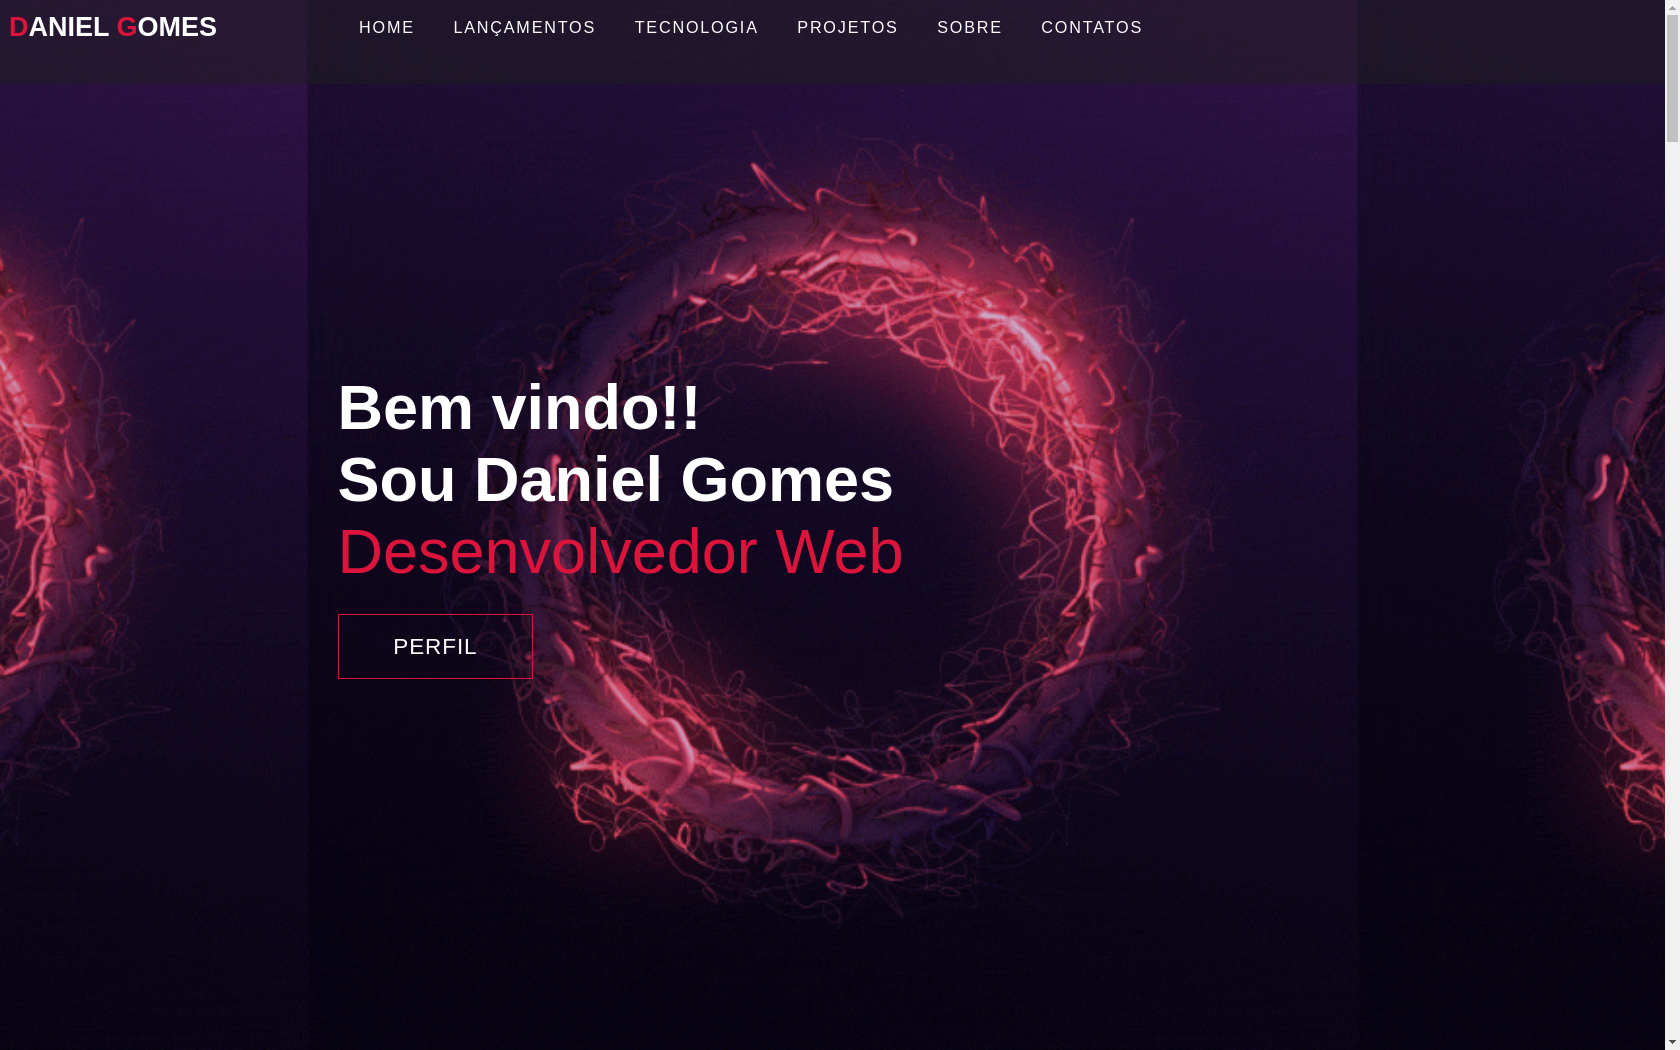 DANIEL GOMES
HOME LANÇAMENTOS TECNOLOGIA PROJETOS SOBRE CONTATOS
Bem vindo!!
Sou Daniel Gomes
Desenvolvedor Web
PERFIL